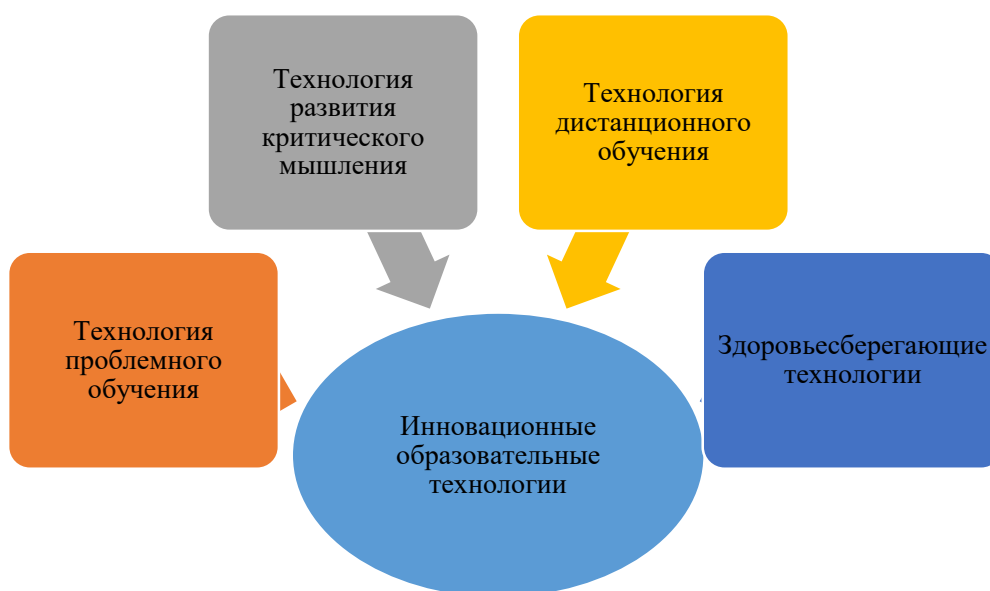 Технология
развития
критического
мышления
Технология
дистанционного
обучения
Технология
проблемного
обучения
Здоровьесберегающие
технологии
Инновационные
образовательные
технологии